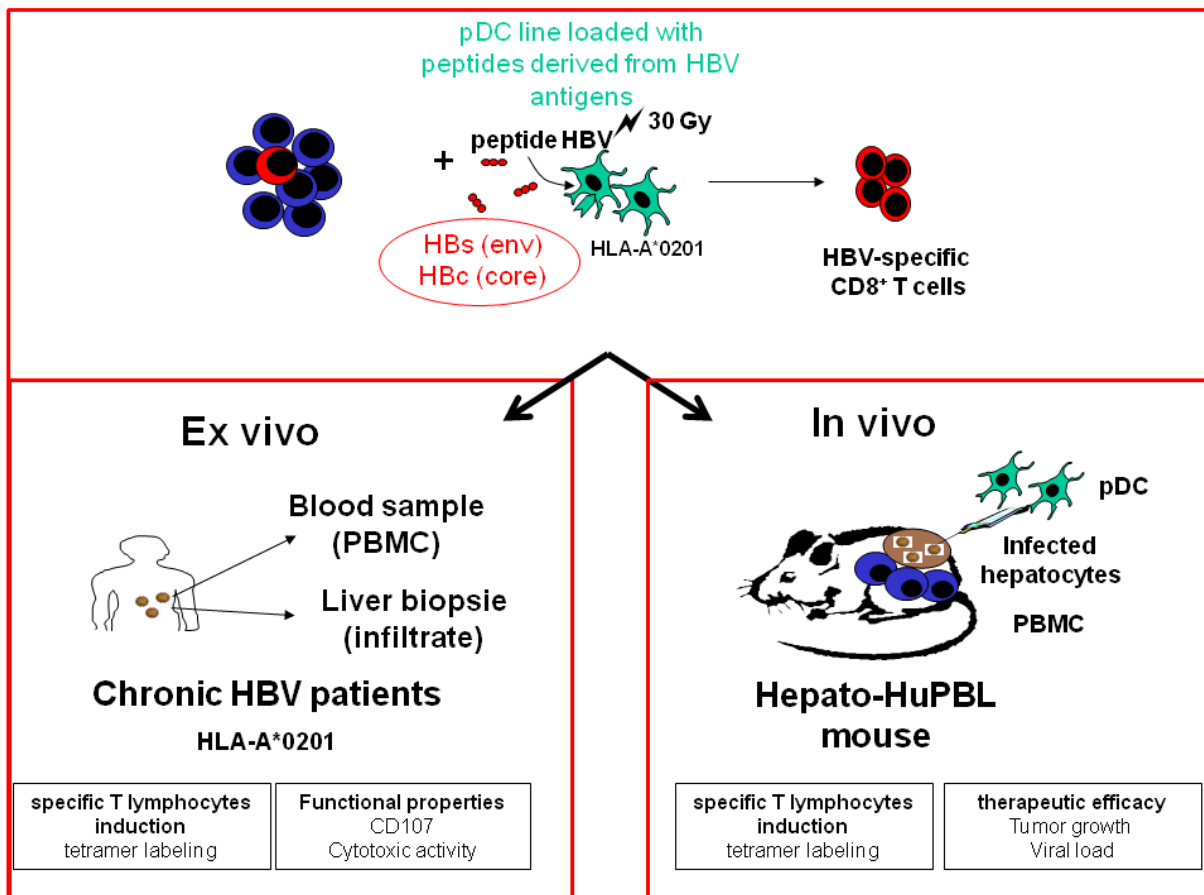 pDC line loaded with
peptides derived from HBV
antigens
30 Gy
peptide HBV
+
HBs (env)
HBc (core)
HLA-A*0201
HBV-specific
CD8⁺ T cells
Ex vivo
Blood sample
(PBMC)
Liver biopsie
(infiltrate)
Chronic HBV patients
HLA-A*0201
specific T lymphocytes
induction
tetramer labeling
Functional properties
CD107
Cytotoxic activity
In vivo
pDC
Infected
hepatocytes
PBMC
Hepato-HuPBL
mouse
specific T lymphocytes
induction
tetramer labeling
therapeutic efficacy
Tumor growth
Viral load